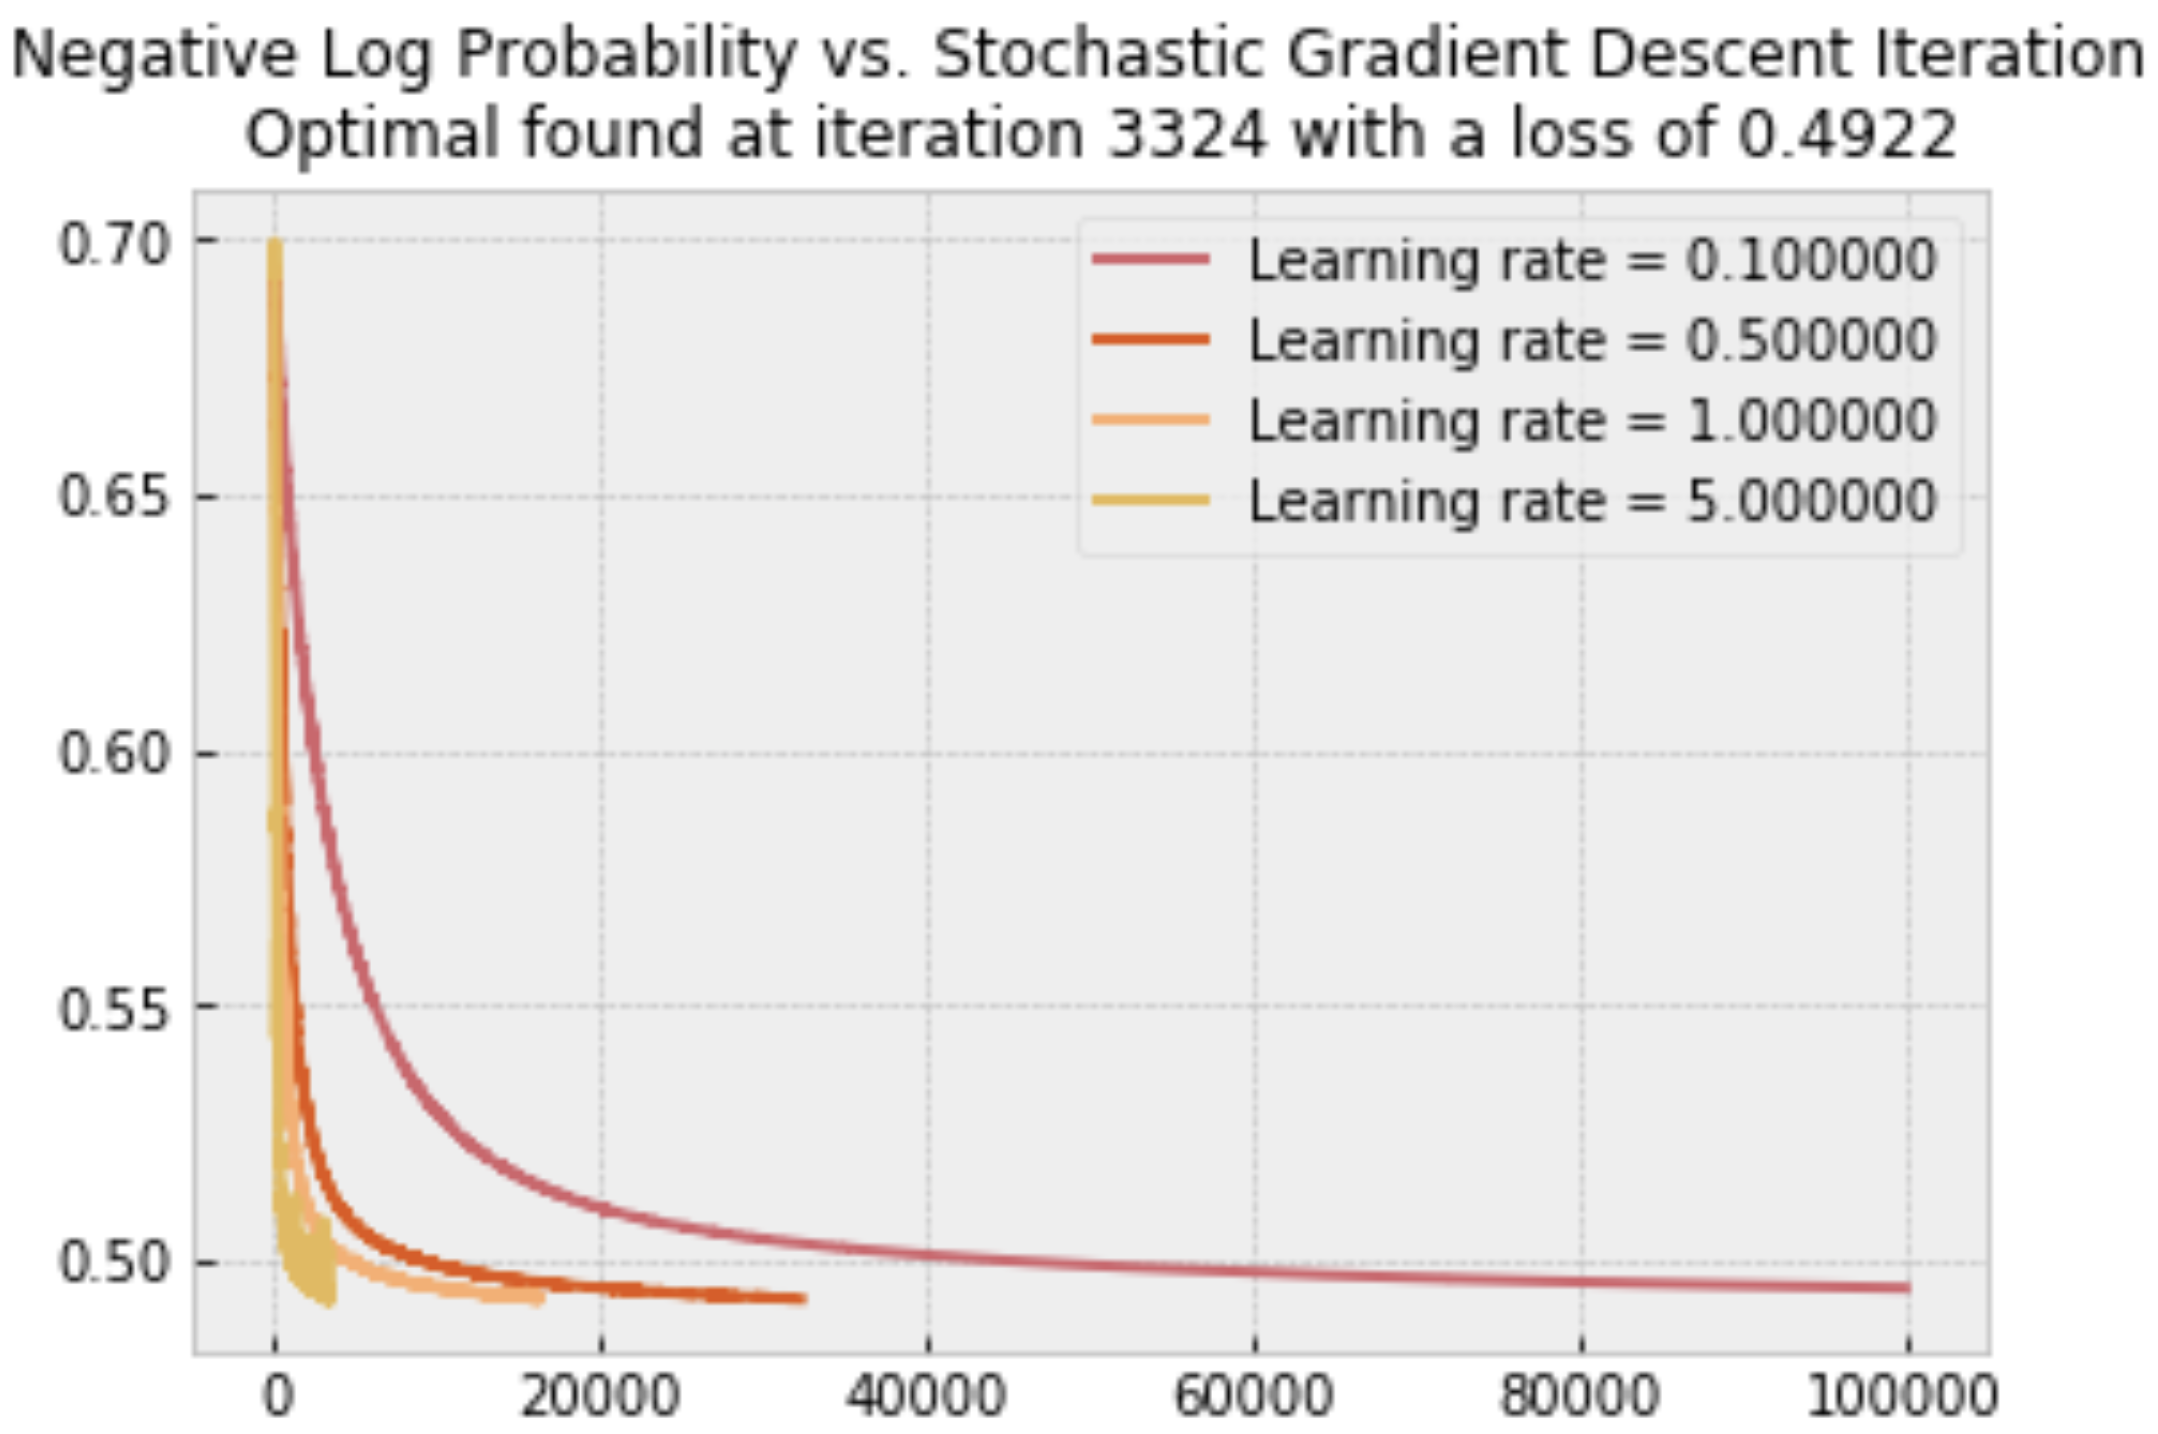 Negative Log Probability vs. Stochastic Gradient Descent Iteration
Optimal found at iteration 3324 with a loss of 0.4922
Learning rate = 0.100000
Learning rate = 0.500000
Learning rate = 1.000000
Learning rate = 5.000000
0.70
0.65
0.60
0.55
0.50
0 20000 40000 60000 80000 100000